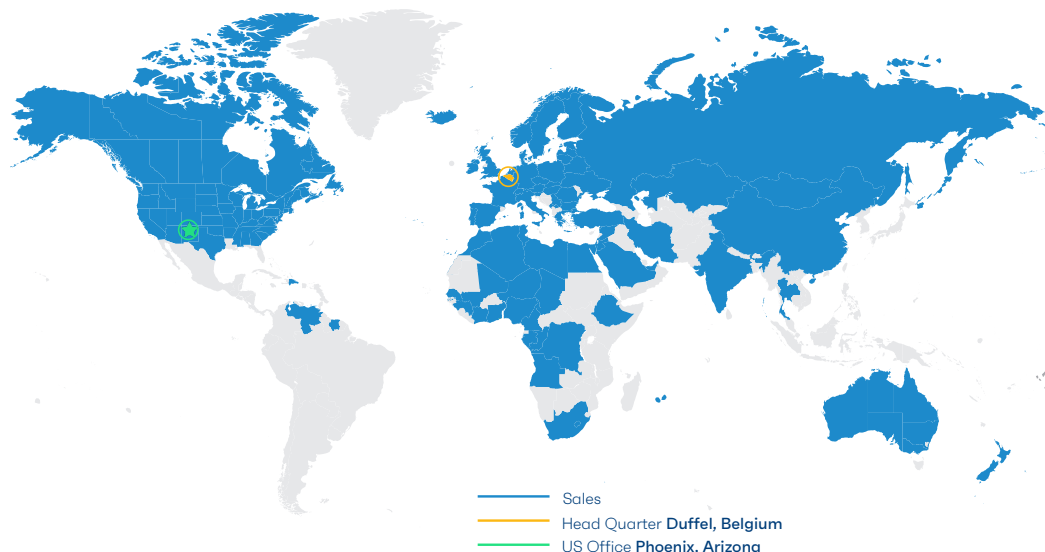 Sales
Head Quarter Duffel, Belgium
US Office Phoenix, Arizona